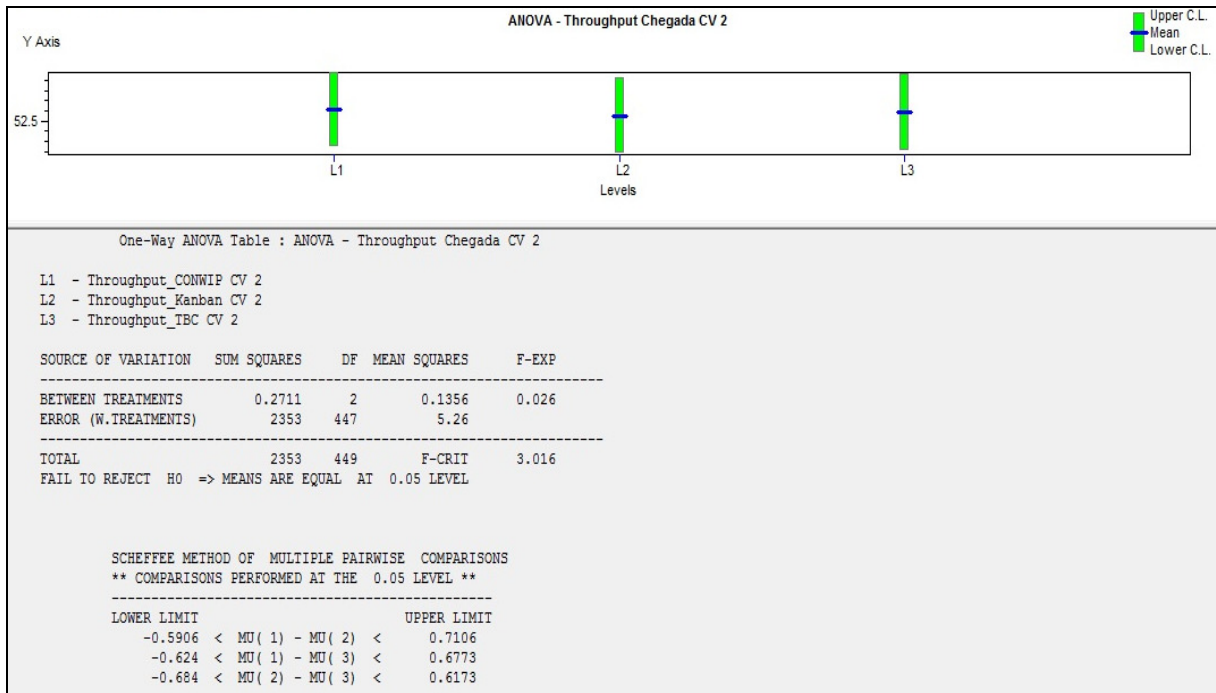 ANOVA - Throughput Chegada CV 2
Upper C.L.
Mean
Lower C.L.
Y Axis
52.5
L1 L2 L3
Levels
One-Way ANOVA Table : ANOVA - Throughput Chegada CV 2
L1 - Throughput_CONWIP CV 2
L2 - Throughput_Kanban CV 2
L3 - Throughput_TBC CV 2
SOURCE OF VARIATION SUM SQUARES DF MEAN SQUARES F-EXP
BETWEEN TREATMENTS 0.2711 2 0.1356 0.026
ERROR (W.TREATMENTS) 2353 447 5.26
TOTAL 2353 449 F-CRIT 3.016
FAIL TO REJECT H0 => MEANS ARE EQUAL AT 0.05 LEVEL
SCHEFFEE METHOD OF MULTIPLE PAIRWISE COMPARISONS
** COMPARISONS PERFORMED AT THE 0.05 LEVEL **
LOWER LIMIT UPPER LIMIT
-0.5906 < MU( 1) - MU( 2) < 0.7106
-0.624 < MU( 1) - MU( 3) < 0.6773
-0.684 < MU( 2) - MU( 3) < 0.6173